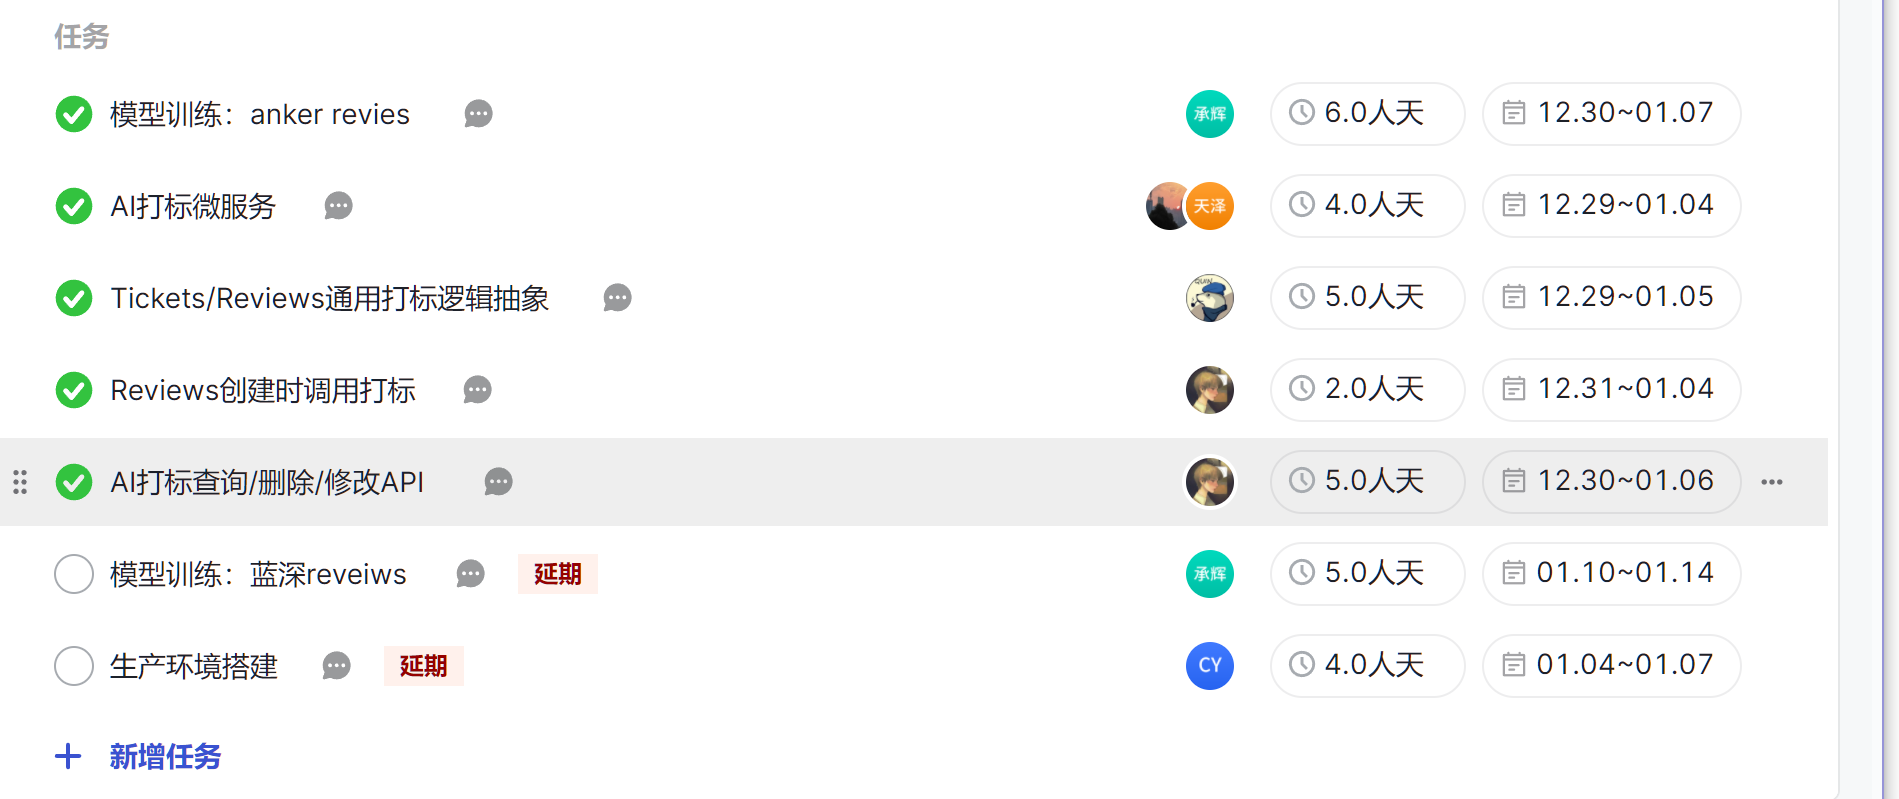 任务
模型训练：anker revies 承辉 6.0人天 12.30~01.07
AI打标微服务 天泽 4.0人天 12.29~01.04
Tickets/Reviews通用打标逻辑抽象 5.0人天 12.29~01.05
Reviews创建时调用打标 2.0人天 12.31~01.04
AI打标查询/删除/修改API 5.0人天 12.30~01.06
模型训练：蓝深reveiws 延期 承辉 5.0人天 01.10~01.14
生产环境搭建 延期 CY 4.0人天 01.04~01.07
新增任务